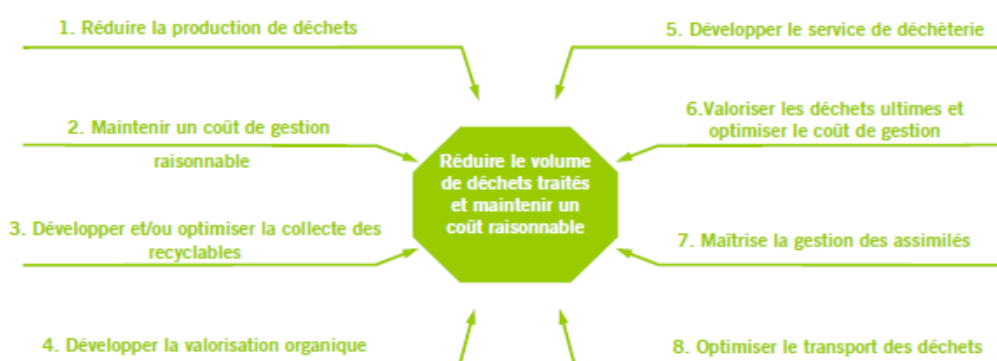 1. Réduire la production de déchets
2. Maintenir un coût de gestion
raisonnable
3. Développer et/ou optimiser la collecte des
recyclables
4. Développer la valorisation organique
Réduire le volume
de déchets traités
et maintenir un
coût raisonnable
5. Développer le service de déchèterie
6.Valoriser les déchets ultimes et
optimiser le coût de gestion
7. Maîtrise la gestion des assimilés
8. Optimiser le transport des déchets